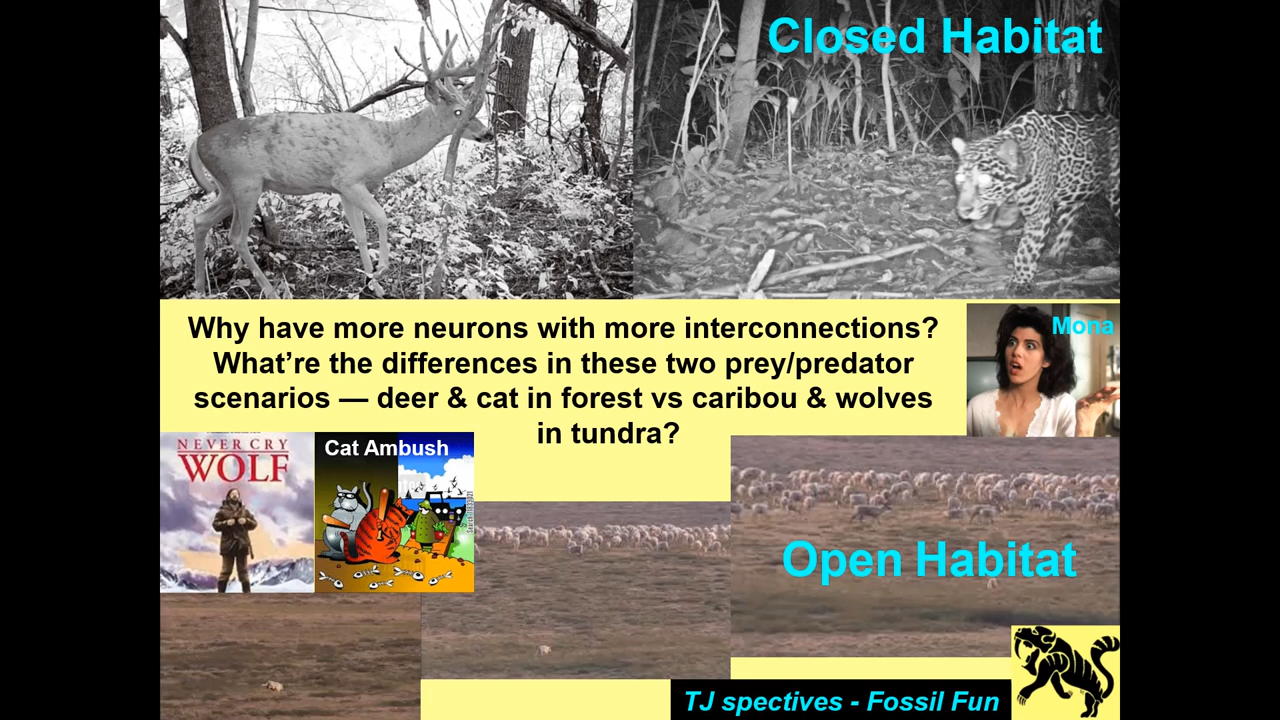 Closed Habitat
Why have more neurons with more interconnections?
What’re the differences in these two prey/predator
scenarios — deer & cat in forest vs caribou & wolves
in tundra?
Mona
NEVER CRY
WOLF
Cat Ambush
Open Habitat
TJ spectives - Fossil Fun